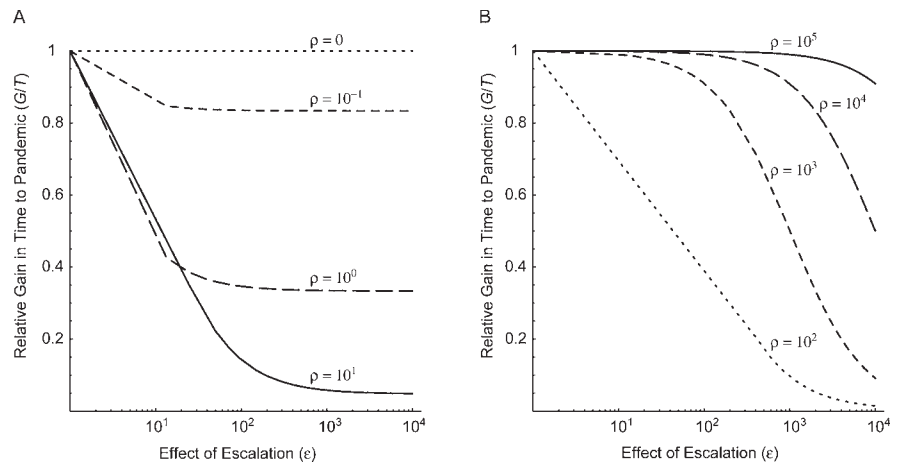 A
ρ = 0
ρ = 10⁻¹
ρ = 10⁰
ρ = 10¹
1
0.8
0.6
0.4
0.2
Relative Gain in Time to Pandemic (G/T)
10¹
10²
10³
10⁴
Effect of Escalation (ε)
B
ρ = 10⁵
ρ = 10⁴
ρ = 10³
ρ = 10²
1
0.8
0.6
0.4
0.2
Relative Gain in Time to Pandemic (G/T)
10¹
10²
10³
10⁴
Effect of Escalation (ε)